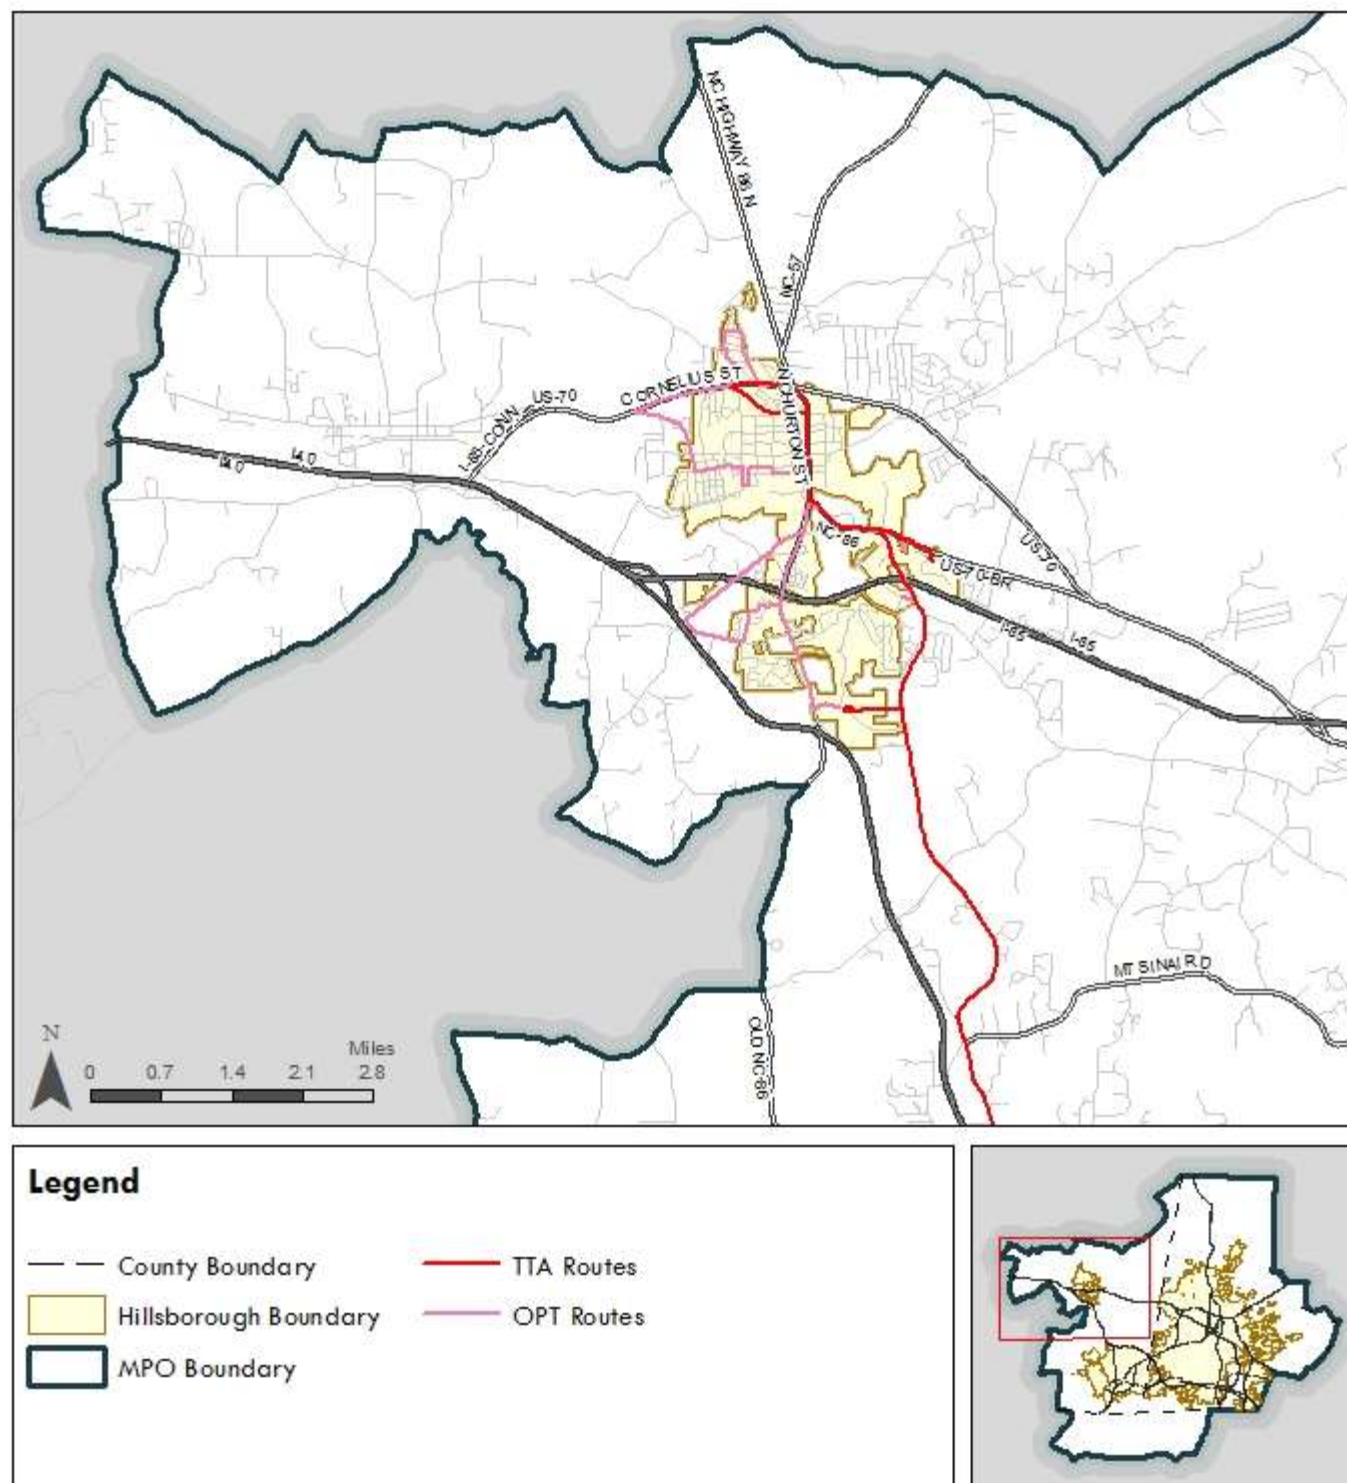 NC HIGHWAY 86 N
NC-57
N CHURTON ST
CORNELIUS ST
US-70
I-85-CONN
I-40
I-40
NC-86
US-70
US-70-BR
I-85
I-85
MT SINAI RD
OLD NC-86
N
Miles
0 0.7 1.4 2.1 2.8
Legend
County Boundary
TTA Routes
Hillsborough Boundary
OPT Routes
MPO Boundary